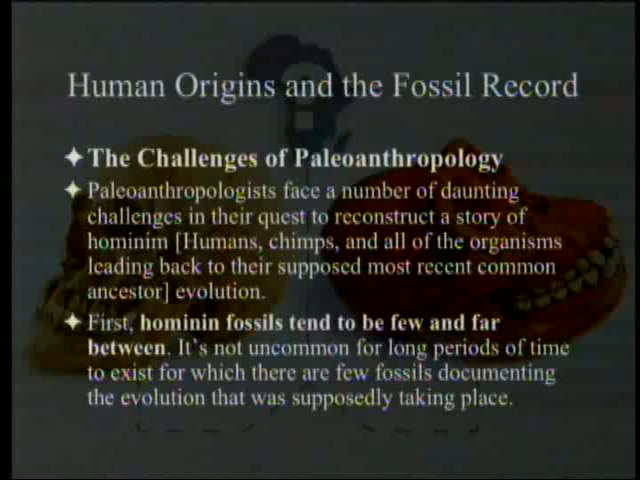 Human Origins and the Fossil Record
The Challenges of Paleoanthropology
Paleoanthropologists face a number of daunting
challenges in their quest to reconstruct a story of
hominim [Humans, chimps, and all of the organisms
leading back to their supposed most recent common
ancestor] evolution.
First, hominin fossils tend to be few and far
between. It's not uncommon for long periods of time
to exist for which there are few fossils documenting
the evolution that was supposedly taking place.